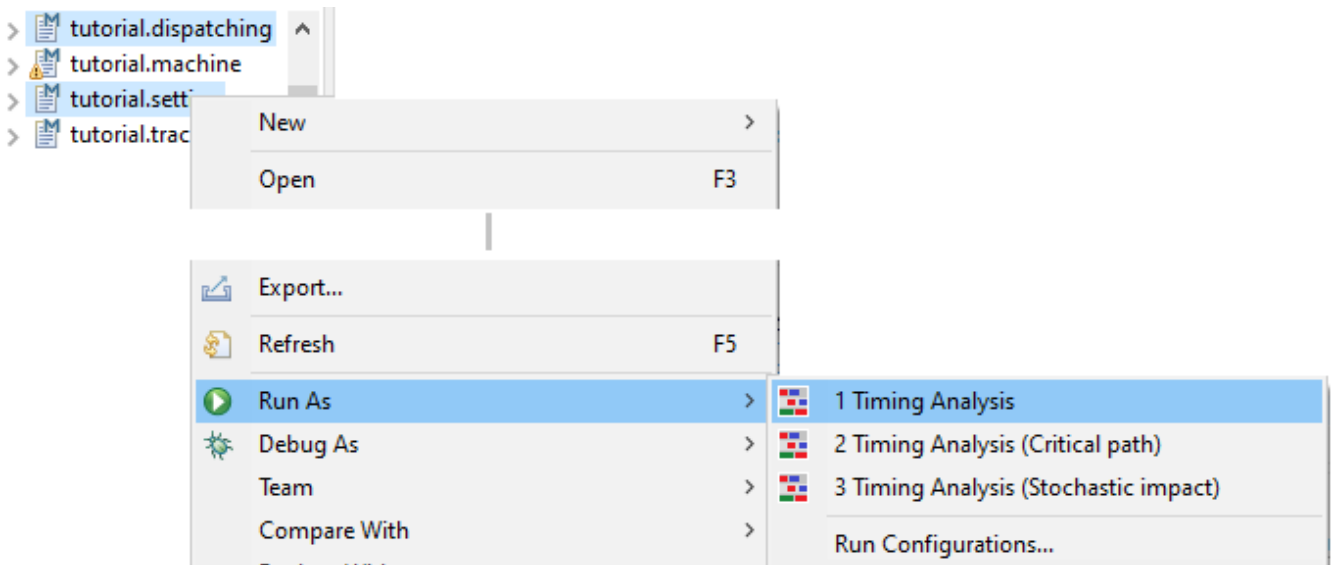 tutorial.dispatching
tutorial.machine
tutorial.sett
tutorial.trac
New
Open F3
Export...
Refresh F5
Run As
Debug As
Team
Compare With
1 Timing Analysis
2 Timing Analysis (Critical path)
3 Timing Analysis (Stochastic impact)
Run Configurations...